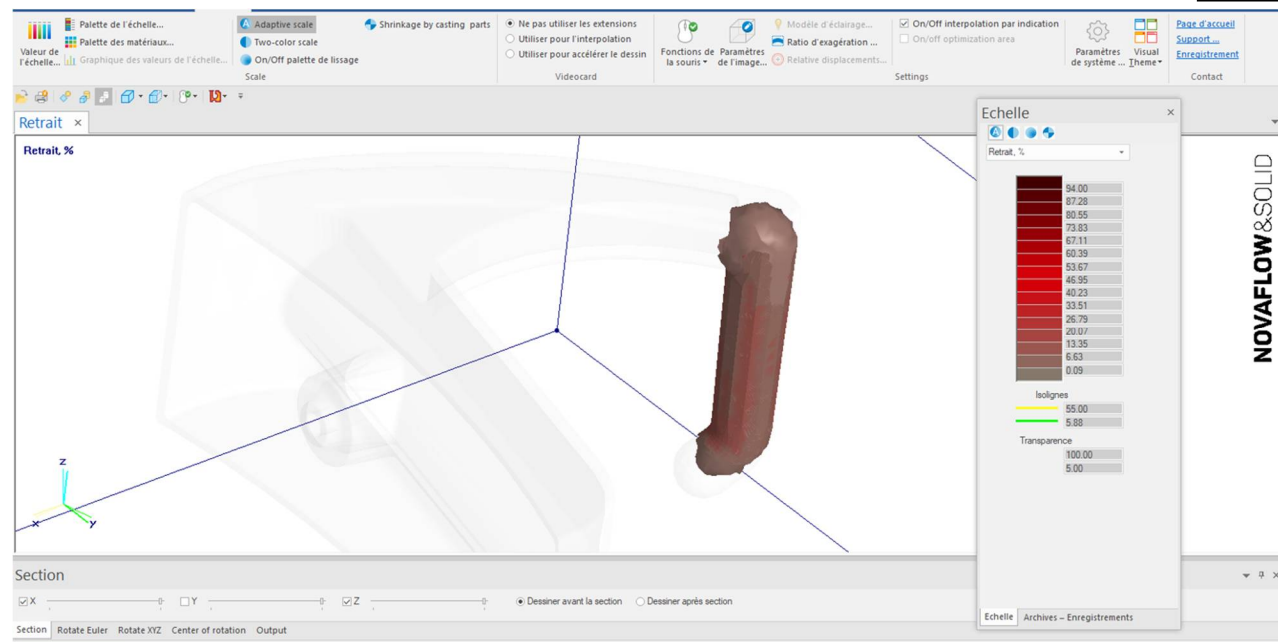 Palette de l'échelle...
Palette des matériaux...
Graphique des valeurs de l'échelle...
Valeur de
l'échelle...
Adaptive scale
Two-color scale
On/Off palette de lissage
Shrinkage by casting parts
Scale
Ne pas utiliser les extensions
Utiliser pour l'interpolation
Utiliser pour accélérer le dessin
Videocard
Fonctions de
la souris
Paramètres
de l'image...
Modèle d'éclairage...
Ratio d'exagération ...
Relative displacements...
On/Off interpolation par indication
On/off optimization area
Settings
Paramètres
de système ...
Visual
Theme
Page d'accueil
Support ...
Enregistrement
Contact
Retrait ×
Retrait, %
Echelle
Retrait, %
94.00
87.28
80.55
73.83
67.11
60.39
53.67
46.95
40.23
33.51
26.79
20.07
13.35
6.63
0.09
Isolignes
55.00
5.88
Transparence
100.00
5.00
Echelle Archives – Enregistrements
NOVAFLOW&SOLID
z
x
y
Section
X Y Z Dessiner avant la section Dessiner après section
Section Rotate Euler Rotate XYZ Center of rotation Output